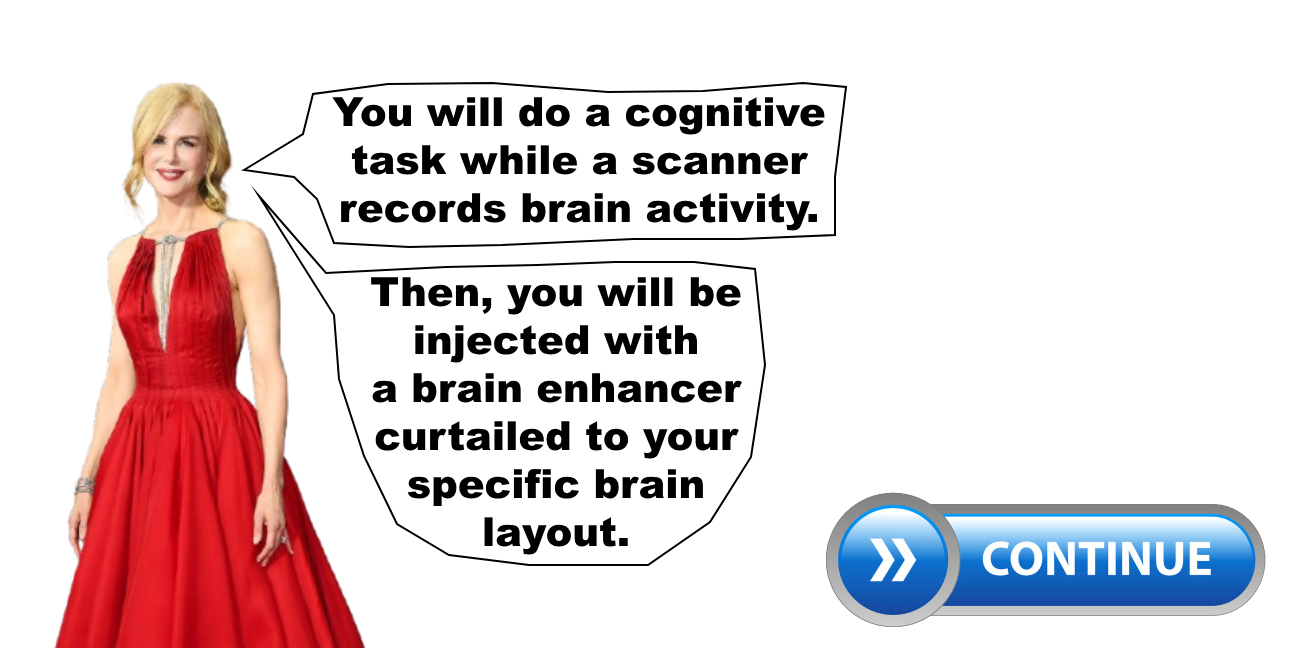 You will do a cognitive
task while a scanner
records brain activity.
Then, you will be
injected with
a brain enhancer
curtailed to your
specific brain
layout.
CONTINUE